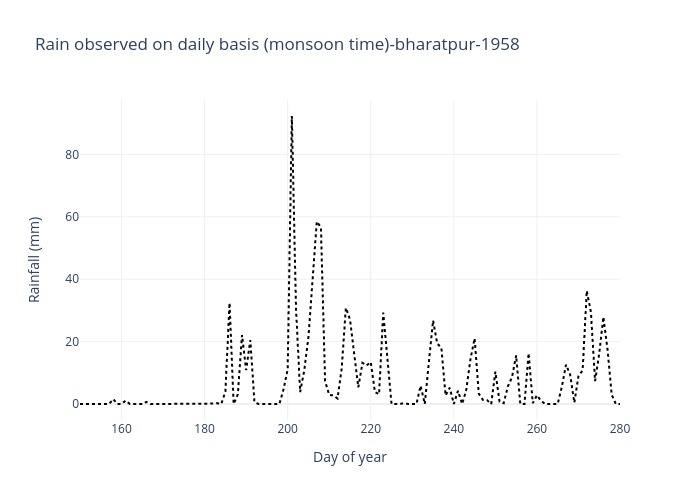 Rain observed on daily basis (monsoon time)-bharatpur-1958
80
60
40
20
0
Rainfall (mm)
160 180 200 220 240 260 280
Day of year